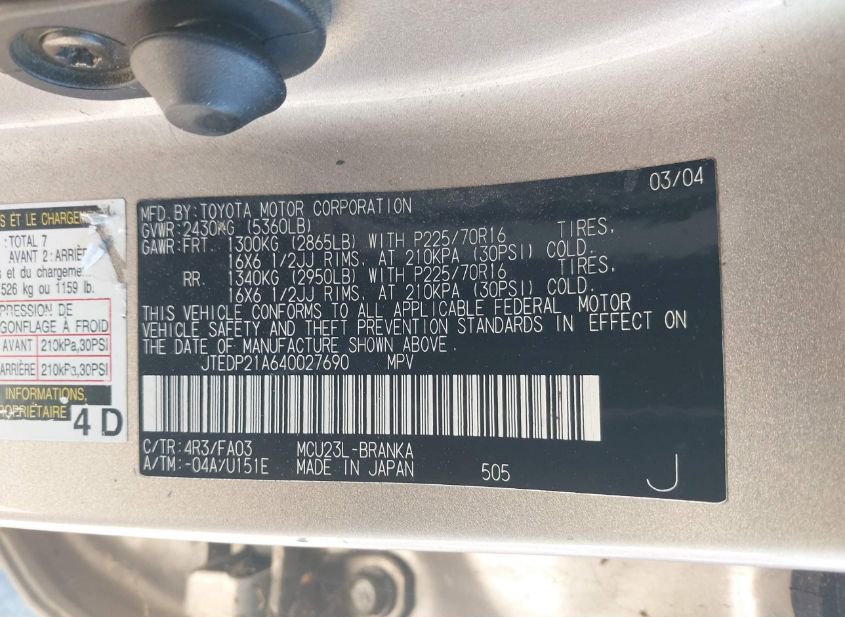 S ET LE CHARGEME
: TOTAL 7
AVANT 2 : ARRIÈRE
s et du chargemen
526 kg ou 1159 lb.
PRESSION DE
GONFLAGE À FROID
AVANT 210kPa,30PSI
ARRIÈRE 210kPa,30PSI
INFORMATIONS,
PROPRIÉTAIRE
4 D
03/04
MFD. BY: TOYOTA MOTOR CORPORATION
GVWR: 2430KG (5360LB)
GAWR: FRT. 1300KG (2865LB) WITH P225/70R16 TIRES,
16X6 1/2JJ RIMS, AT 210KPA (30PSI) COLD.
RR. 1340KG (2950LB) WITH P225/70R16 TIRES,
16X6 1/2JJ RIMS, AT 210KPA (30PSI) COLD.
THIS VEHICLE CONFORMS TO ALL APPLICABLE FEDERAL MOTOR
VEHICLE SAFETY AND THEFT PREVENTION STANDARDS IN EFFECT ON
THE DATE OF MANUFACTURE SHOWN ABOVE.
JTEDP21A640027690 MPV
C/TR: 4R3/FA03 MCU23L-BRANKA
A/TM: -04A/U151E MADE IN JAPAN 505
J